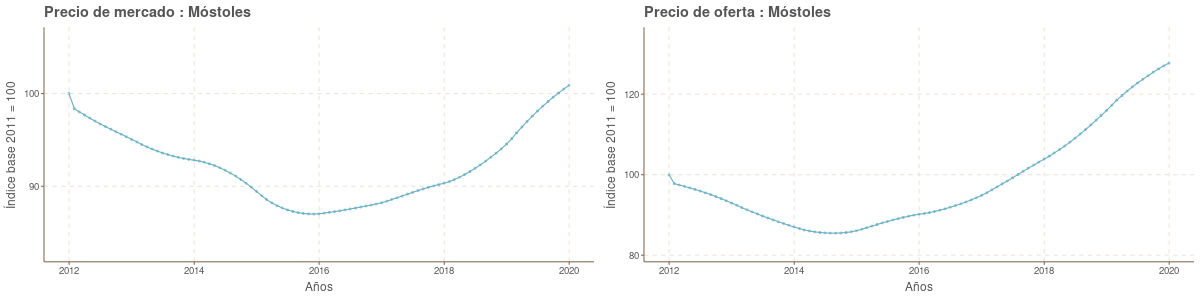 Precio de mercado : Móstoles
Índice base 2011 = 100
100
90
2012 2014 2016 2018 2020
Años
Precio de oferta : Móstoles
Índice base 2011 = 100
120
100
80
2012 2014 2016 2018 2020
Años